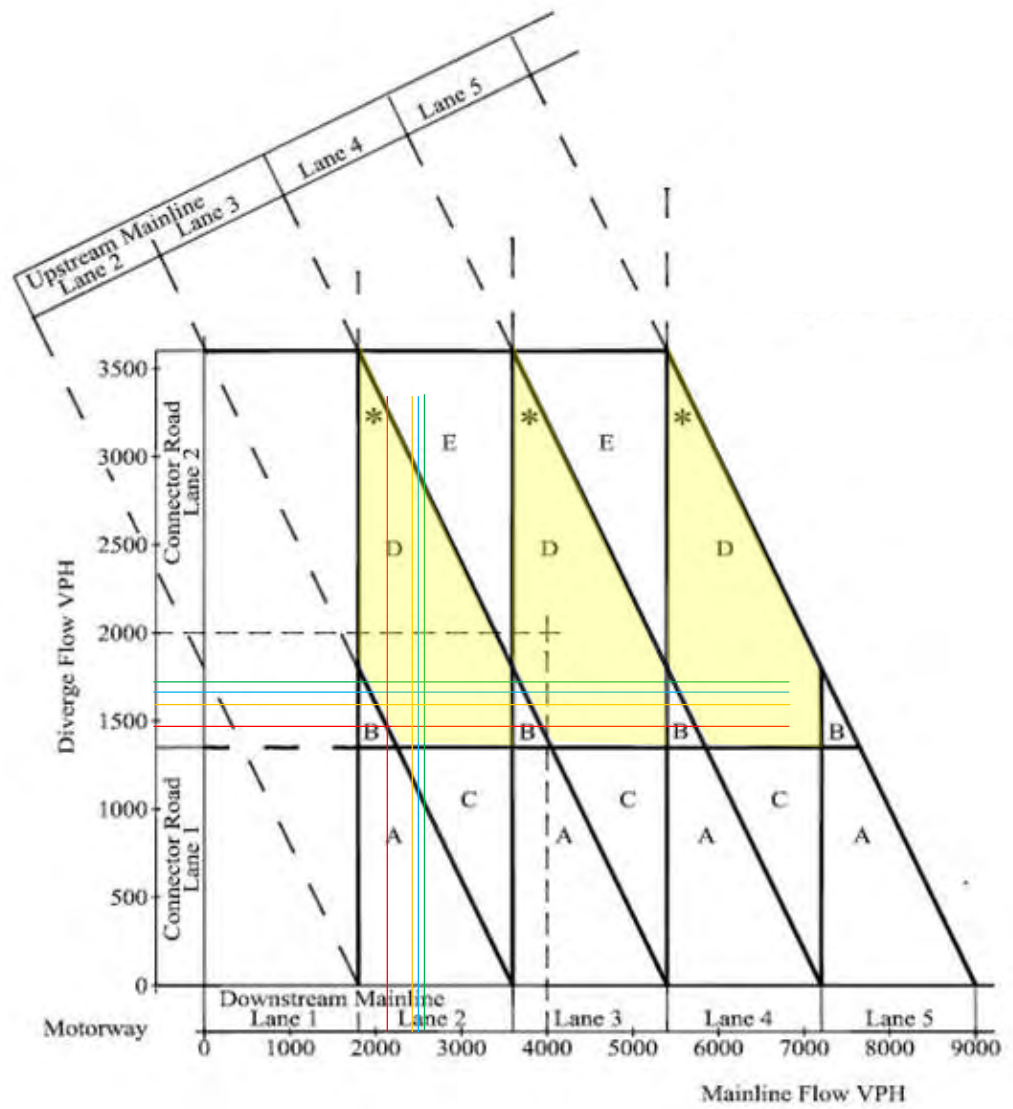 Lane 5
Lane 4
Lane 3
Upstream Mainline
Lane 2
3500
3000
2500
2000
1500
1000
500
0
Diverge Flow VPH
Connector Road
Lane 2
Connector Road
Lane 1
* * *
E E
D D D
B B B B
C C C
A A A A
Downstream Mainline
Motorway Lane 1 Lane 2 Lane 3 Lane 4 Lane 5
0 1000 2000 3000 4000 5000 6000 7000 8000 9000
Mainline Flow VPH